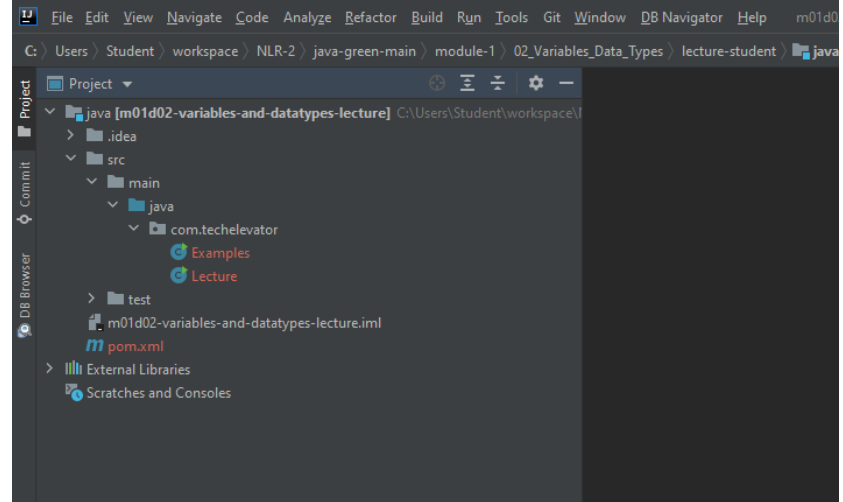 IJ File Edit View Navigate Code Analyze Refactor Build Run Tools Git Window DB Navigator Help m01d0
C: Users Student workspace NLR-2 java-green-main module-1 02_Variables_Data_Types lecture-student java
Project
java [m01d02-variables-and-datatypes-lecture] C:\Users\Student\workspace\
.idea
src
main
java
com.techelevator
Examples
Lecture
test
m01d02-variables-and-datatypes-lecture.iml
pom.xml
External Libraries
Scratches and Consoles
Project
Commit
DB Browser